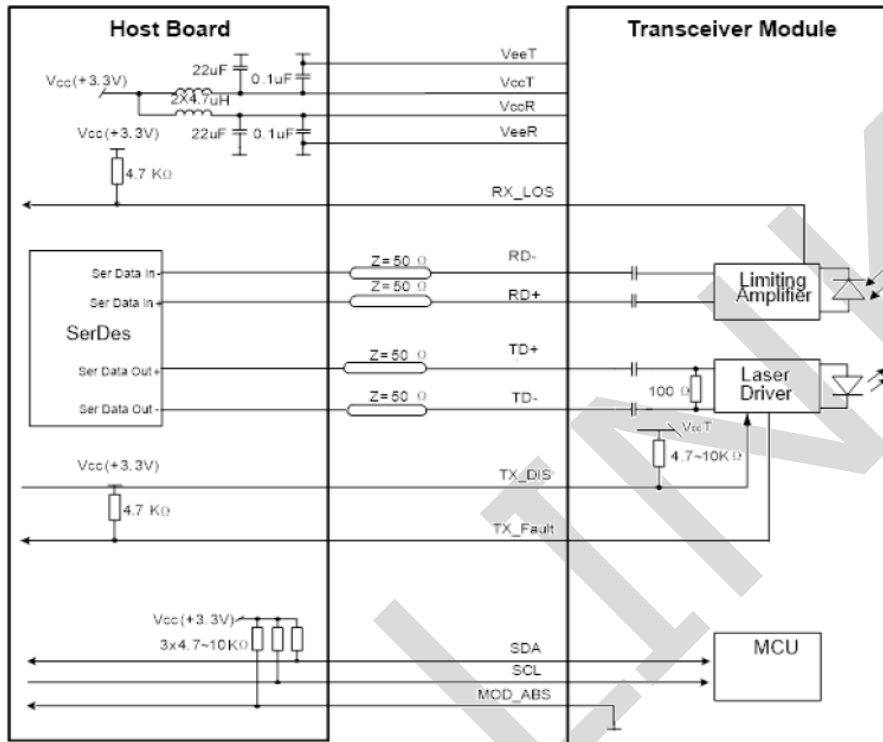 Host Board
Transceiver Module
VeeT
22uF
0.1uF
Vcc(+3.3V)
VccT
2X4.7uH
VccR
22uF
0.1uF
VeeR
Vcc(+3.3V)
4.7 KΩ
RX_LOS
Z=50 Ω
RD-
Ser Data In-
Limiting
Amplifier
Z=50 Ω
RD+
Ser Data In +
SerDes
Z=50 Ω
TD+
Ser Data Out+
Laser
Driver
100 Ω
Z=50 Ω
TD-
Ser Data Out -
VccT
4.7~10KΩ
Vcc(+3.3V)
TX_DIS
4.7 KΩ
TX_Fault
Vcc(+3.3V)
3x4.7~10KΩ
SDA
MCU
SCL
MOD_ABS
LINK